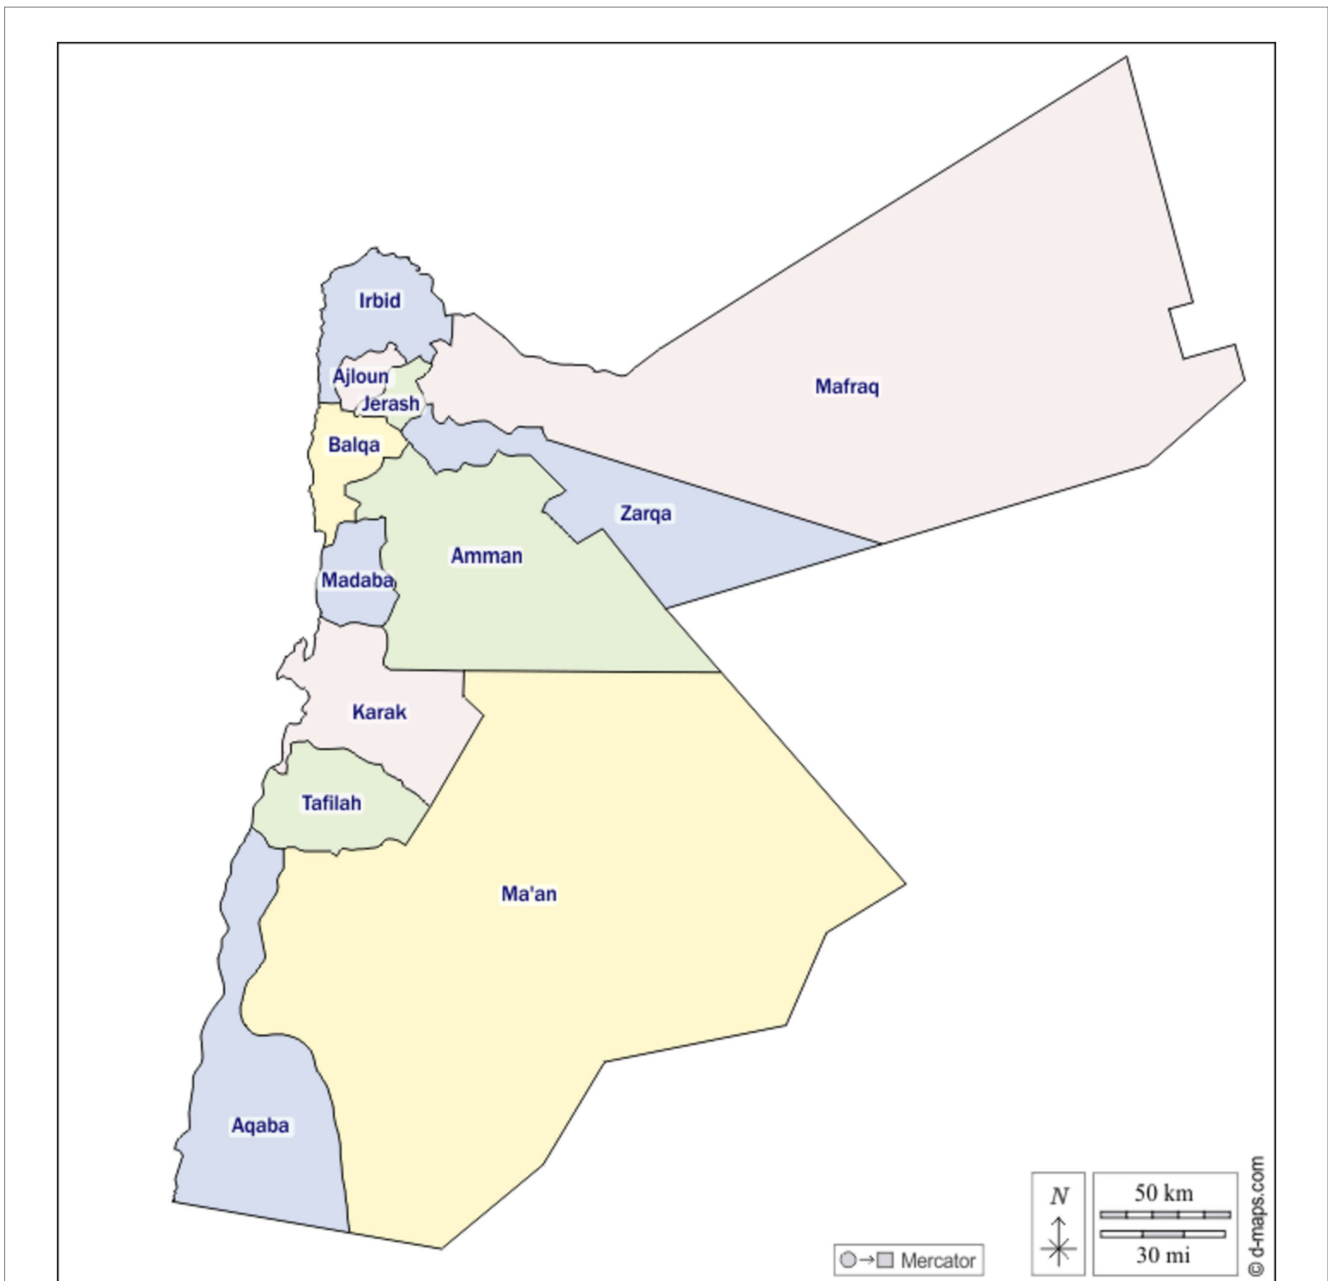 Irbid
Ajloun
Mafraq
Jerash
Balqa
Zarqa
Amman
Madaba
Karak
Tafilah
Ma'an
Aqaba
N
50 km
30 mi
Mercator
© d-maps.com